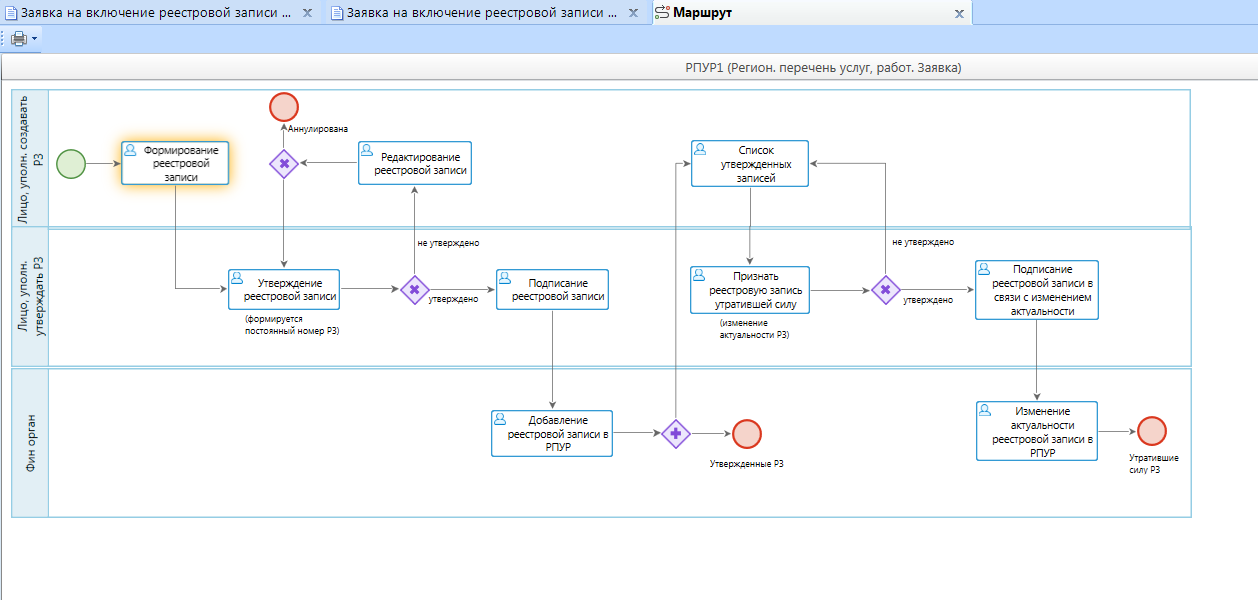 Заявка на включение реестровой записи ...
Заявка на включение реестровой записи ...
Маршрут
РПУР1 (Регион. перечень услуг, работ. Заявка)
Лицо, уполн. создавать
РЗ
Формирование
реестровой
записи
Аннулирована
Редактирование
реестровой записи
Список
утвержденных
записей
Лицо, уполн.
утверждать РЗ
не утверждено
не утверждено
Утверждение
реестровой записи
(формируется
постоянный номер РЗ)
утверждено
Подписание
реестровой записи
Признать
реестровую запись
утратившей силу
(изменение
актуальности РЗ)
утверждено
Подписание
реестровой записи в
связи с изменением
актуальности
Фин орган
Добавление
реестровой записи в
РПУР
Утвержденные РЗ
Изменение
актуальности
реестровой записи в
РПУР
Утратившие
силу РЗ